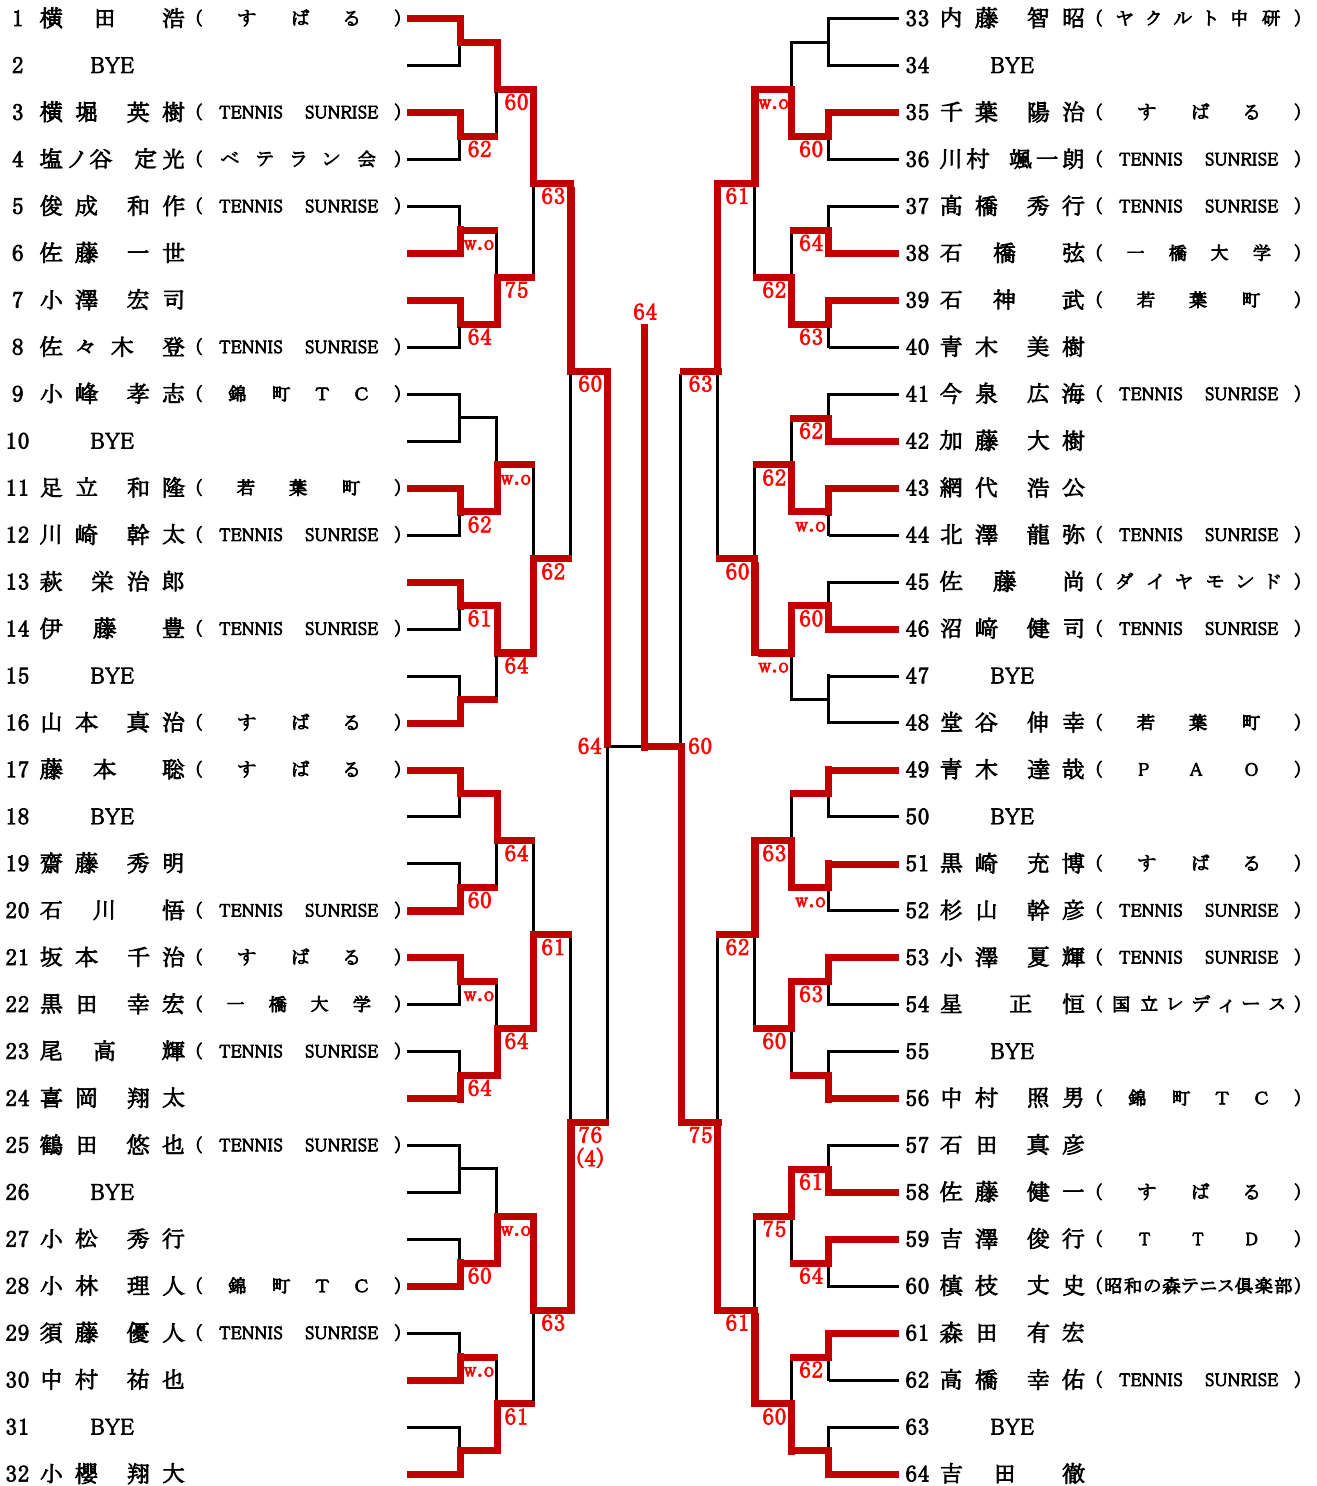 1 横田 浩 ( すばる )
2 BYE
3 横堀 英樹 ( TENNIS SUNRISE )
4 塩ノ谷 定光 ( ベテラン会 )
5 俊成 和作 ( TENNIS SUNRISE )
6 佐藤 一世
7 小澤 宏司
8 佐々木 登 ( TENNIS SUNRISE )
9 小峰 孝志 ( 錦町TC )
10 BYE
11 足立 和隆 ( 若葉町 )
12 川崎 幹太 ( TENNIS SUNRISE )
13 萩 栄治郎
14 伊藤 豊 ( TENNIS SUNRISE )
15 BYE
16 山本 真治 ( すばる )
17 藤本 聡 ( すばる )
18 BYE
19 齋藤 秀明
20 石川 悟 ( TENNIS SUNRISE )
21 坂本 千治 ( すばる )
22 黒田 幸宏 ( 一橋大学 )
23 尾高 輝 ( TENNIS SUNRISE )
24 喜岡 翔太
25 鶴田 悠也 ( TENNIS SUNRISE )
26 BYE
27 小松 秀行
28 小林 理人 ( 錦町TC )
29 須藤 優人 ( TENNIS SUNRISE )
30 中村 祐也
31 BYE
32 小櫻 翔大
62
w.o
64
62
61
60
w.o
64
60
w.o
60
75
w.o
64
64
64
w.o
61
63
62
61
63
60
76
(4)
64
64
60
63
75
61
60
62
61
w.o
62
62
w.o
63
60
75
60
60
64
63
62
w.o
60
w.o
63
61
64
62
33 内藤 智昭 ( ヤクルト中研 )
34 BYE
35 千葉 陽治 ( すばる )
36 川村 颯一朗 ( TENNIS SUNRISE )
37 髙橋 秀行 ( TENNIS SUNRISE )
38 石橋 弦 ( 一橋大学 )
39 石神 武 ( 若葉町 )
40 青木 美樹
41 今泉 広海 ( TENNIS SUNRISE )
42 加藤 大樹
43 網代 浩公
44 北澤 龍弥 ( TENNIS SUNRISE )
45 佐藤 尚 ( ダイヤモンド )
46 沼﨑 健司 ( TENNIS SUNRISE )
47 BYE
48 堂谷 伸幸 ( 若葉町 )
49 青木 達哉 ( PAO )
50 BYE
51 黒崎 充博 ( すばる )
52 杉山 幹彦 ( TENNIS SUNRISE )
53 小澤 夏輝 ( TENNIS SUNRISE )
54 星 正恒 ( 国立レディース )
55 BYE
56 中村 照男 ( 錦町TC )
57 石田 真彦
58 佐藤 健一 ( すばる )
59 吉澤 俊行 ( TTD )
60 槙枝 丈史 (昭和の森テニス倶楽部)
61 森田 有宏
62 高橋 幸佑 ( TENNIS SUNRISE )
63 BYE
64 吉田 徹